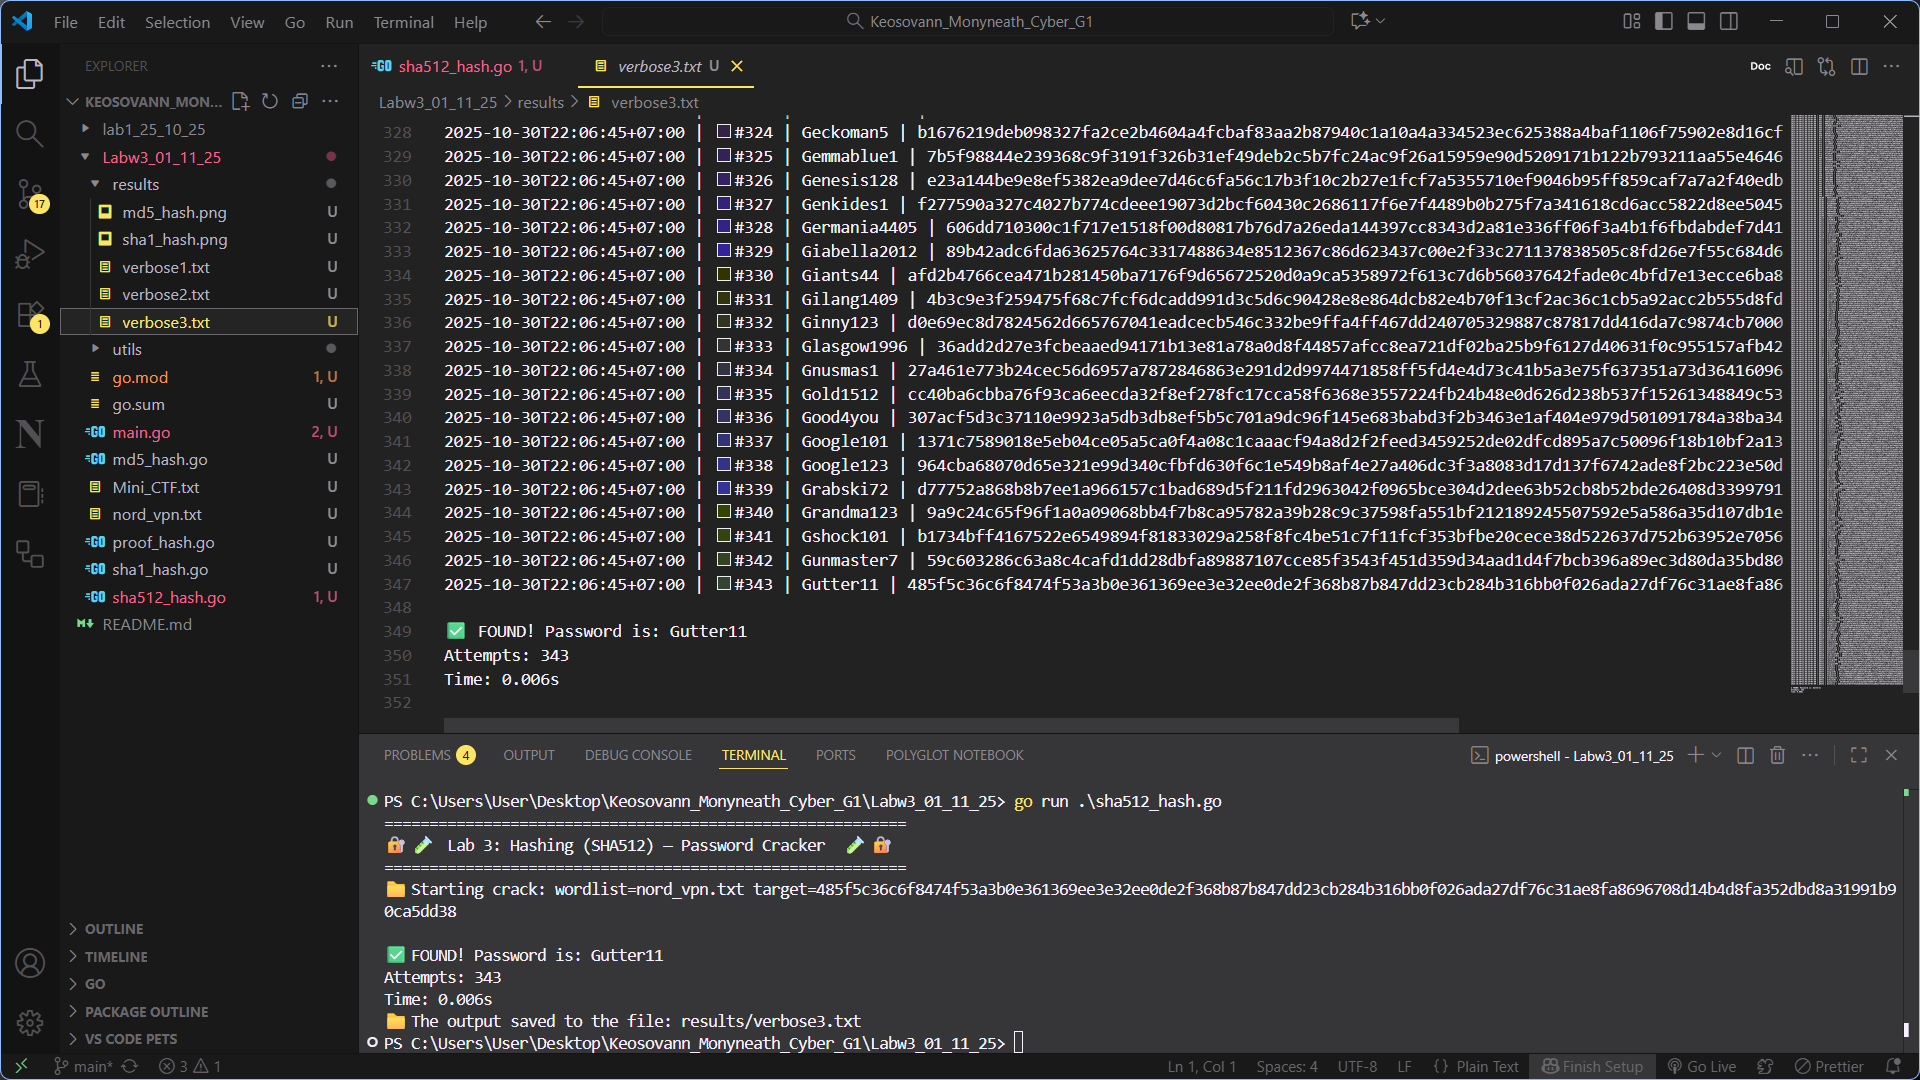 File Edit Selection View Go Run Terminal Help
Keosovann_Monyneath_Cyber_G1
EXPLORER
KEOSOVANN_MON...
lab1_25_10_25
Labw3_01_11_25
results
md5_hash.png U
sha1_hash.png U
verbose1.txt U
verbose2.txt U
verbose3.txt U
utils
go.mod 1, U
go.sum U
main.go 2, U
md5_hash.go U
Mini_CTF.txt U
nord_vpn.txt U
proof_hash.go U
sha1_hash.go U
sha512_hash.go 1, U
README.md
OUTLINE
TIMELINE
GO
PACKAGE OUTLINE
VS CODE PETS
17
1
sha512_hash.go 1, U
verbose3.txt U
Doc
Labw3_01_11_25 > results > verbose3.txt
328 2025-10-30T22:06:45+07:00 | #324 | Geckoman5 | b1676219deb098327fa2ce2b4604a4fcbaf83aa2b87940c1a10a4a334523ec625388a4baf1106f75902e8d16cf
329 2025-10-30T22:06:45+07:00 | #325 | Gemmablue1 | 7b5f98844e239368c9f3191f326b31ef49deb2c5b7fc24ac9f26a15959e90d5209171b122b793211aa55e4646
330 2025-10-30T22:06:45+07:00 | #326 | Genesis128 | e23a144be9e8ef5382ea9dee7d46c6fa56c17b3f10c2b27e1fcf7a5355710ef9046b95ff859caf7a7a2f40edb
331 2025-10-30T22:06:45+07:00 | #327 | Genkides1 | f277590a327c4027b774cdeee19073d2bcf60430c2686117f6e7f4489b0b275f7a341618cd6acc5822d8ee5045
332 2025-10-30T22:06:45+07:00 | #328 | Germania4405 | 606dd710300c1f717e1518f00d80817b76d7a26eda144397cc8343d2a81e336ff06f3a4b1f6fbdabdef7d41
333 2025-10-30T22:06:45+07:00 | #329 | Giabella2012 | 89b42adc6fda63625764c3317488634e8512367c86d623437c00e2f33c27113783 8505c8fd26e7f55c684d6
334 2025-10-30T22:06:45+07:00 | #330 | Giants44 | afd2b4766cea471b281450ba7176f9d65672520d0a9ca5358972f613c7d6b56037642fade0c4bfd7e13ecce6ba8
335 2025-10-30T22:06:45+07:00 | #331 | Gilang1409 | 4b3c9e3f259475f68c7fcf6dcadd991d3c5d6c90428e8e864dcb82e4b70f13cf2ac36c1cb5a92acc2b555d8fd
336 2025-10-30T22:06:45+07:00 | #332 | Ginny123 | d0e69ec8d7824562d665767041eadcecb546c332be9ffa4ff467dd240705329887c87817dd416da7c9874cb7000
337 2025-10-30T22:06:45+07:00 | #333 | Glasgow1996 | 36add2d27e3fcbeaaed94171b13e81a78a0d8f44857afcc8ea721df02ba25b9f6127d40631f0c955157afb42
338 2025-10-30T22:06:45+07:00 | #334 | Gnusmas1 | 27a461e773b24cec56d6957a7872846863e291d2d9974471858ff5fd4e4d73c41b5a3e75f637351a73d36416096
339 2025-10-30T22:06:45+07:00 | #335 | Gold1512 | cc40ba6cbba76f93ca6eecda32f8ef278fc17cca58f6368e3557224fb24b48e0d626d238b537f15261348849c53
340 2025-10-30T22:06:45+07:00 | #336 | Good4you | 307acf5d3c37110e9923a5db3db8ef5b5c701a9dc96f145e683babd3f2b3463e1af404e979d501091784a38ba34
341 2025-10-30T22:06:45+07:00 | #337 | Google101 | 1371c7589018e5eb04ce05a5ca0f4a08c1caaacf94a8d2f2feed3459252de02dfcd895a7c50096f18b10bf2a13
342 2025-10-30T22:06:45+07:00 | #338 | Google123 | 964cba68070d65e321e99d340cfbfd630f6c1e549b8af4e27a406dc3f3a8083d17d137f6742ade8f2bc223e50d
343 2025-10-30T22:06:45+07:00 | #339 | Grabski72 | d77752a868b8b7ee1a966157c1bad689d5f211fd2963042f0965bce304d2dee63b52cb8b52bde26408d3399791
344 2025-10-30T22:06:45+07:00 | #340 | Grandma123 | 9a9c24c65f96f1a0a09068bb4f7b8ca95782a39b28c9c37598fa551bf212189245507592e5a586a35d107db1e
345 2025-10-30T22:06:45+07:00 | #341 | Gshock101 | b1734bff4167522e6549894f81833029a258f8fc4be51c7f11fcf353bfbe20cece38d522637d752b63952e7056
346 2025-10-30T22:06:45+07:00 | #342 | Gunmaster7 | 59c603286c63a8c4cafd1dd28dbfa89887107cce85f3543f451d359d34aad1d4f7bcb396a89ec3d80da35bd80
347 2025-10-30T22:06:45+07:00 | #343 | Gutter11 | 485f5c36c6f8474f53a3b0e361369ee3e32ee0de2f368b87b847dd23cb284b316bb0f026ada27df76c31ae8fa86
348
349 ✅ FOUND! Password is: Gutter11
350 Attempts: 343
351 Time: 0.006s
352
PROBLEMS 4 OUTPUT DEBUG CONSOLE TERMINAL PORTS POLYGLOT NOTEBOOK
powershell - Labw3_01_11_25
PS C:\Users\User\Desktop\Keosovann_Monyneath_Cyber_G1\Labw3_01_11_25> go run .\sha512_hash.go
==========================================================
Lab 3: Hashing (SHA512) – Password Cracker
==========================================================
Starting crack: wordlist=nord_vpn.txt target=485f5c36c6f8474f53a3b0e361369ee3e32ee0de2f368b87b847dd23cb284b316bb0f026ada27df76c31ae8fa8696708d14b4d8fa352dbd8a31991b9
0ca5dd38
✅ FOUND! Password is: Gutter11
Attempts: 343
Time: 0.006s
The output saved to the file: results/verbose3.txt
PS C:\Users\User\Desktop\Keosovann_Monyneath_Cyber_G1\Labw3_01_11_25>
main* 3 1 Ln 1, Col 1 Spaces: 4 UTF-8 LF {} Plain Text Finish Setup Go Live Prettier